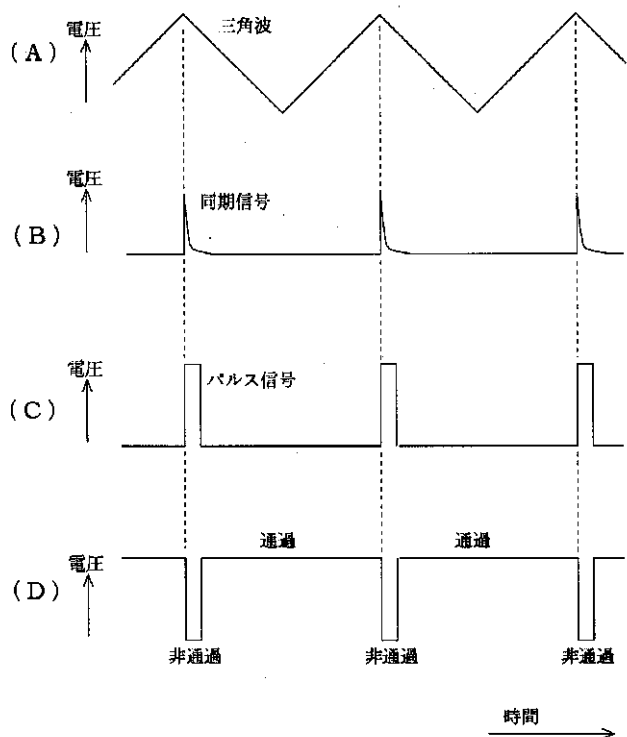 電圧
三角波
(A)
電圧
同期信号
(B)
電圧
パルス信号
(C)
通過 通過
電圧
(D)
非通過 非通過 非通過
時間